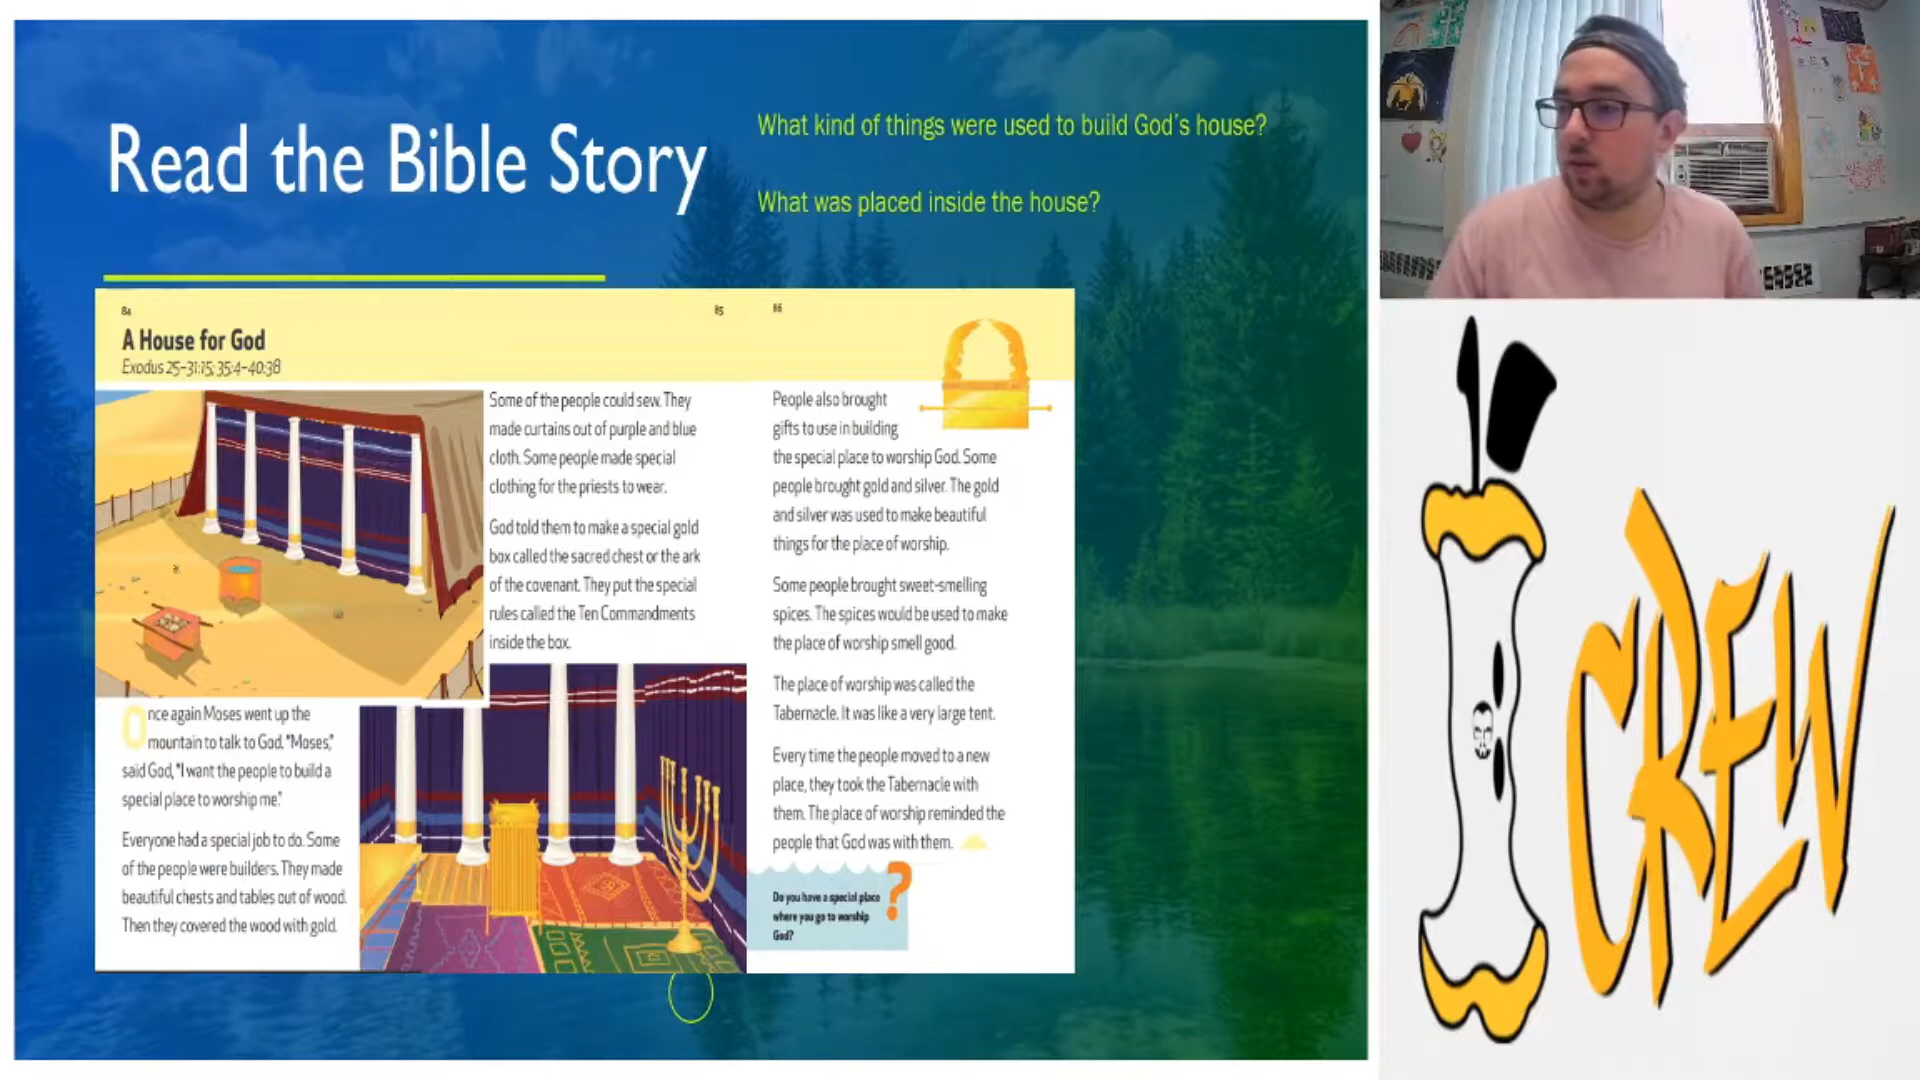 Read the Bible Story
What kind of things were used to build God's house?
What was placed inside the house?
84
85
86
A House for God
Exodus 25-31:15; 35:4-40:38
Once again Moses went up the
mountain to talk to God. "Moses,"
said God, "I want the people to build a
special place to worship me."
Everyone had a special job to do. Some
of the people were builders. They made
beautiful chests and tables out of wood.
Then they covered the wood with gold.
Some of the people could sew. They
made curtains out of purple and blue
cloth. Some people made special
clothing for the priests to wear.
God told them to make a special gold
box called the sacred chest or the ark
of the covenant. They put the special
rules called the Ten Commandments
inside the box.
People also brought
gifts to use in building
the special place to worship God. Some
people brought gold and silver. The gold
and silver was used to make beautiful
things for the place of worship.
Some people brought sweet-smelling
spices. The spices would be used to make
the place of worship smell good.
The place of worship was called the
Tabernacle. It was like a very large tent.
Every time the people moved to a new
place, they took the Tabernacle with
them. The place of worship reminded the
people that God was with them.
Do you have a special place
where you go to worship
God?
?
CREW